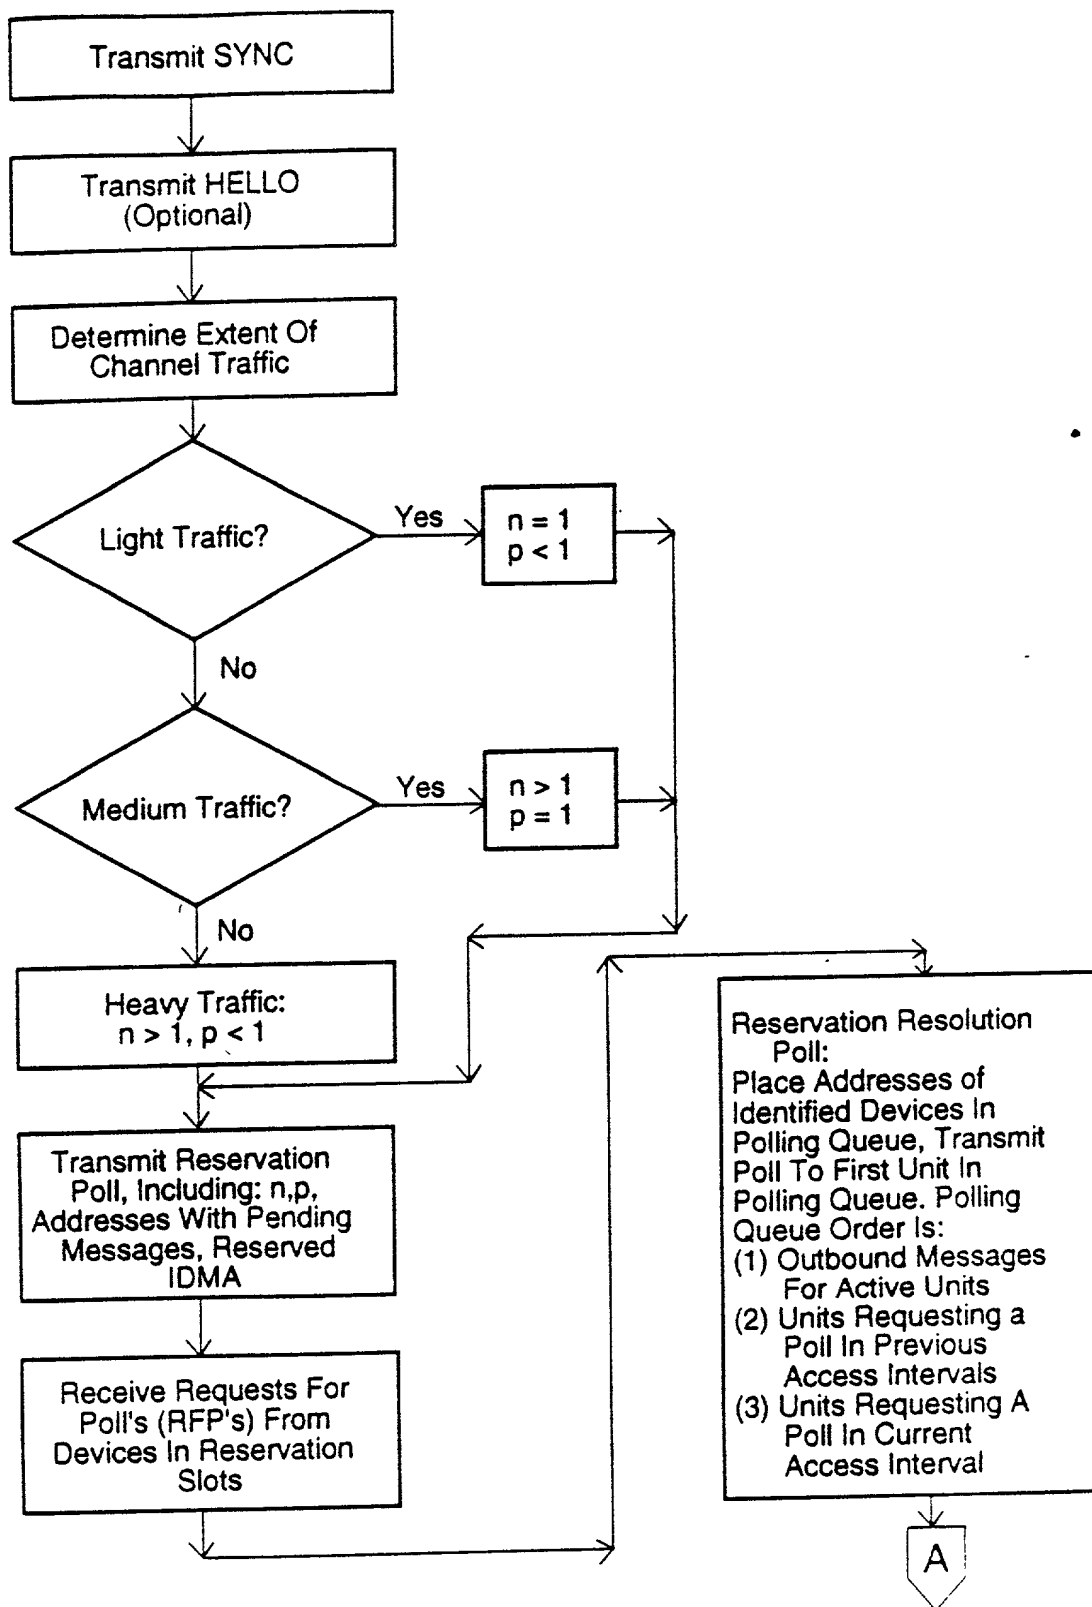 Transmit SYNC
Transmit HELLO
(Optional)
Determine Extent Of
Channel Traffic
Light Traffic?
Yes
n = 1
p < 1
No
Medium Traffic?
Yes
n > 1
p = 1
No
Heavy Traffic:
n > 1, p < 1
Transmit Reservation
Poll, Including: n,p,
Addresses With Pending
Messages, Reserved
IDMA
Receive Requests For
Poll's (RFP's) From
Devices In Reservation
Slots
Reservation Resolution
Poll:
Place Addresses of
Identified Devices In
Polling Queue, Transmit
Poll To First Unit In
Polling Queue. Polling
Queue Order Is:
(1) Outbound Messages
For Active Units
(2) Units Requesting a
Poll In Previous
Access Intervals
(3) Units Requesting A
Poll In Current
Access Interval
A